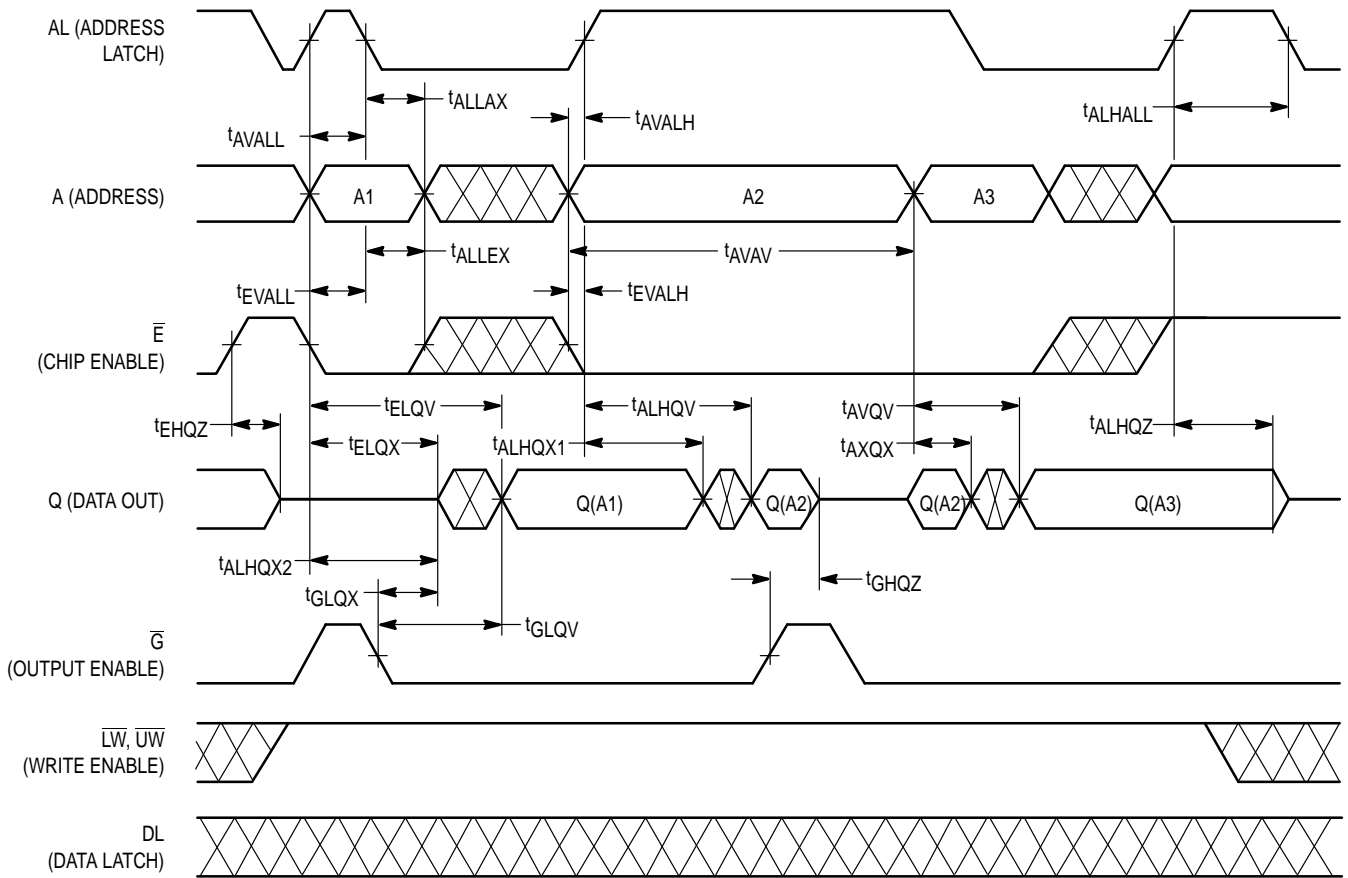 AL (ADDRESS
LATCH)
tALLAX
tAVALL
tAVALH
tALHALL
A (ADDRESS)
A1
A2
A3
tALLEX
tAVAV
tEVALL
tEVALH
E
(CHIP ENABLE)
tEHQZ
tELQV
tALHQV
tAVQV
tELQX
tALHQX1
tAXQX
tALHQZ
Q (DATA OUT)
Q(A1)
Q(A2)
Q(A2)
Q(A3)
tALHQX2
tGLQX
tGHQZ
tGLQV
G
(OUTPUT ENABLE)
LW, UW
(WRITE ENABLE)
DL
(DATA LATCH)